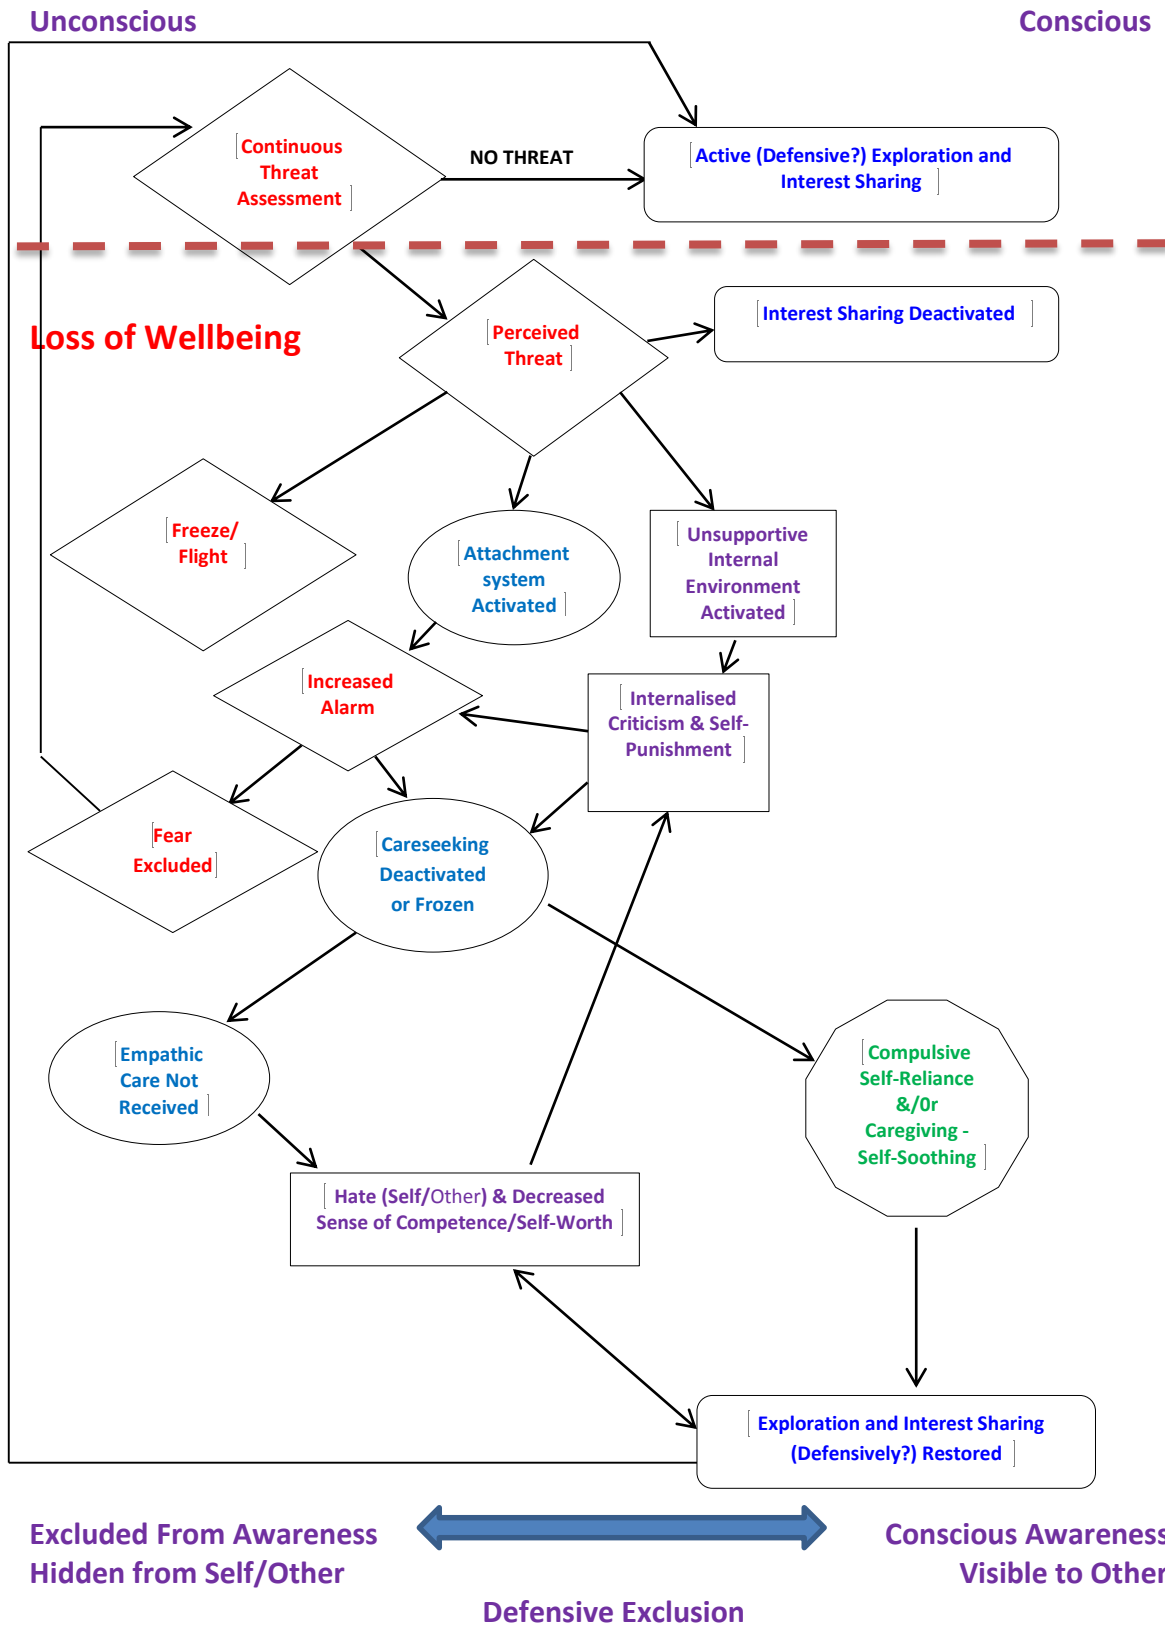 Unconscious
Conscious
[Continuous
Threat
Assessment ]
NO THREAT
[ Active (Defensive?) Exploration and
Interest Sharing ]
Loss of Wellbeing
[Perceived
Threat ]
[ Interest Sharing Deactivated ]
[Freeze/
Flight ]
[Attachment
system
Activated ]
[ Unsupportive
Internal
Environment
Activated ]
[Increased
Alarm
[ Internalised
Criticism & Self-
Punishment ]
[Fear
Excluded]
[Careseeking
Deactivated
or Frozen
[Empathic
Care Not
Received ]
[Compulsive
Self-Reliance
&/0r
Caregiving -
Self-Soothing ]
[ Hate (Self/Other) & Decreased
Sense of Competence/Self-Worth ]
[ Exploration and Interest Sharing
(Defensively?) Restored ]
Excluded From Awareness
Hidden from Self/Other
Conscious Awareness
Visible to Other
Defensive Exclusion